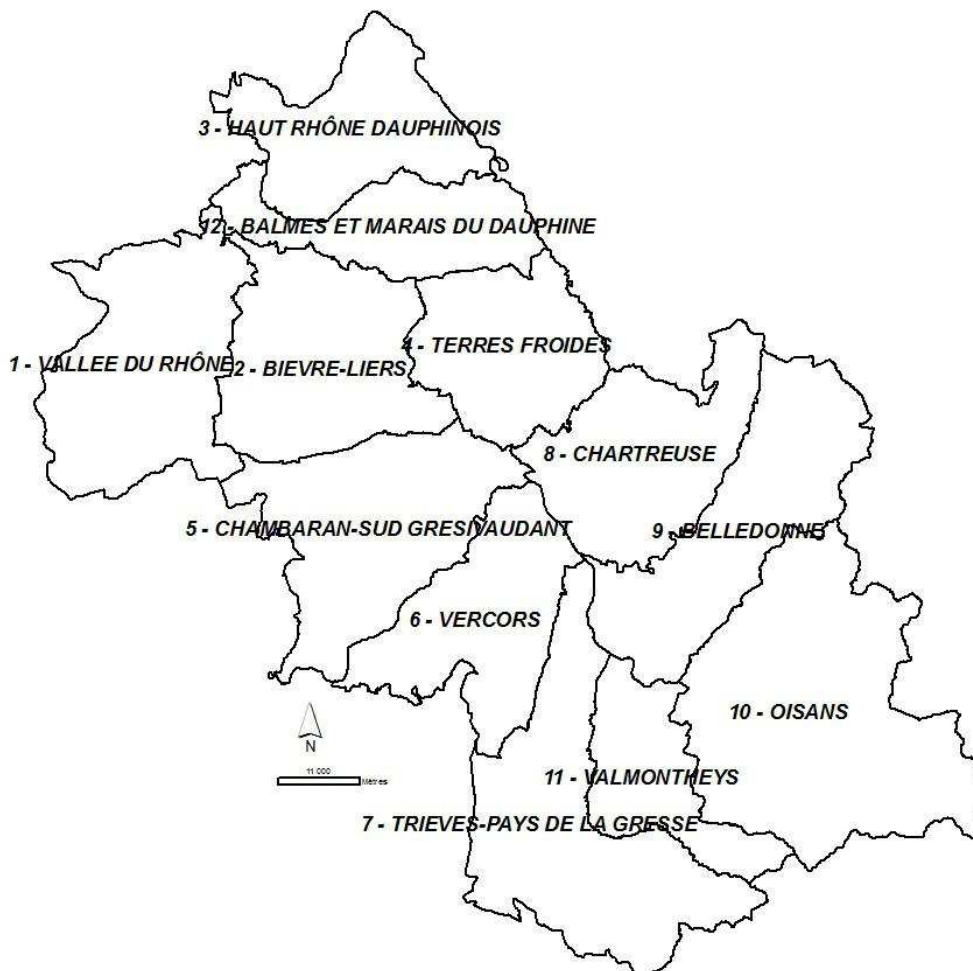 3 - HAUT RHÔNE DAUPHINOIS
12 - BALMES ET MARAIS DU DAUPHINE
4 - TERRES FROIDES
1 - VALLEE DU RHÔNE
2 - BIEVRE-LIERS
8 - CHARTREUSE
5 - CHAMBARAN-SUD GRESIVAUDANT
9 - BELLEDONNE
6 - VERCORS
10 - OISANS
N
11 000
Mètres
11 - VALMONTHEYS
7 - TRIEVES-PAYS DE LA GRESSE